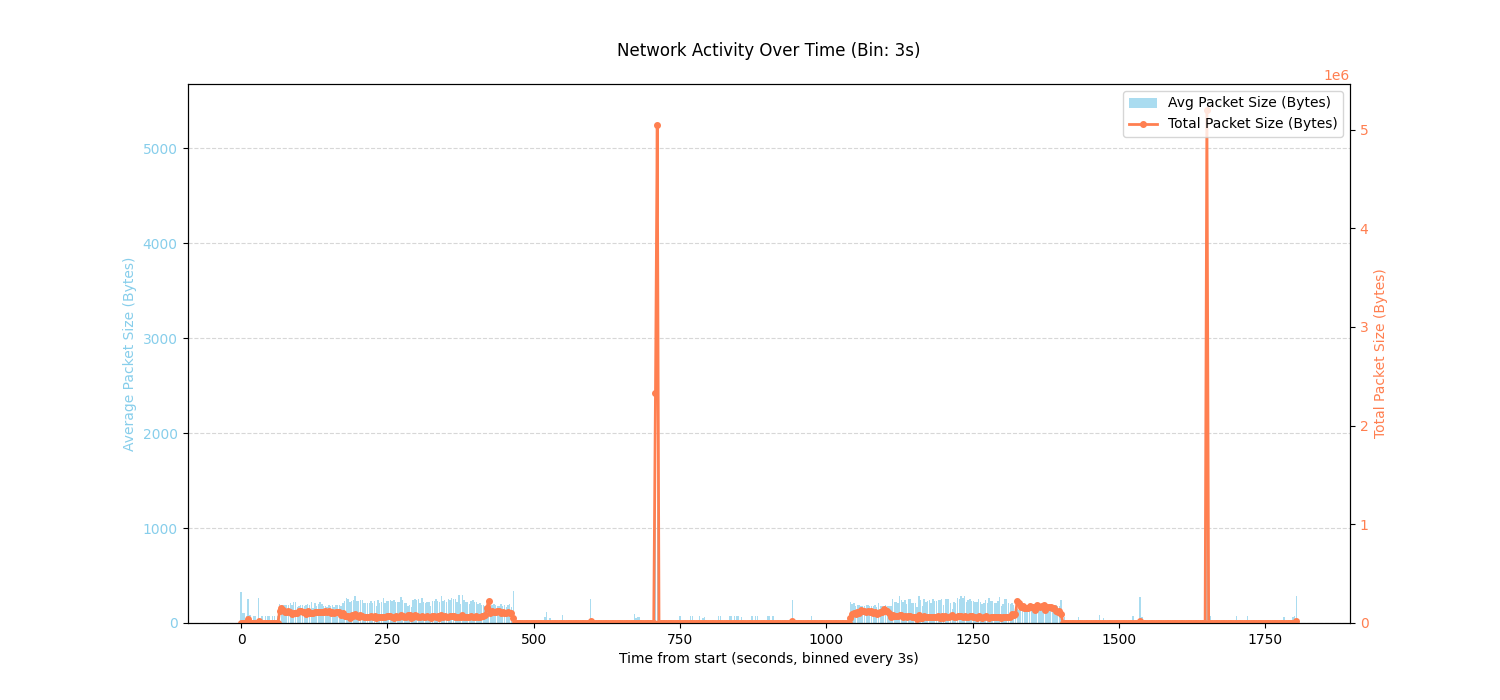 Network Activity Over Time (Bin: 3s)
1e6
Avg Packet Size (Bytes)
Total Packet Size (Bytes)
5000
4000
3000
2000
1000
0
Average Packet Size (Bytes)
5
4
3
2
1
0
Total Packet Size (Bytes)
0
250
500
750
1000
1250
1500
1750
Time from start (seconds, binned every 3s)